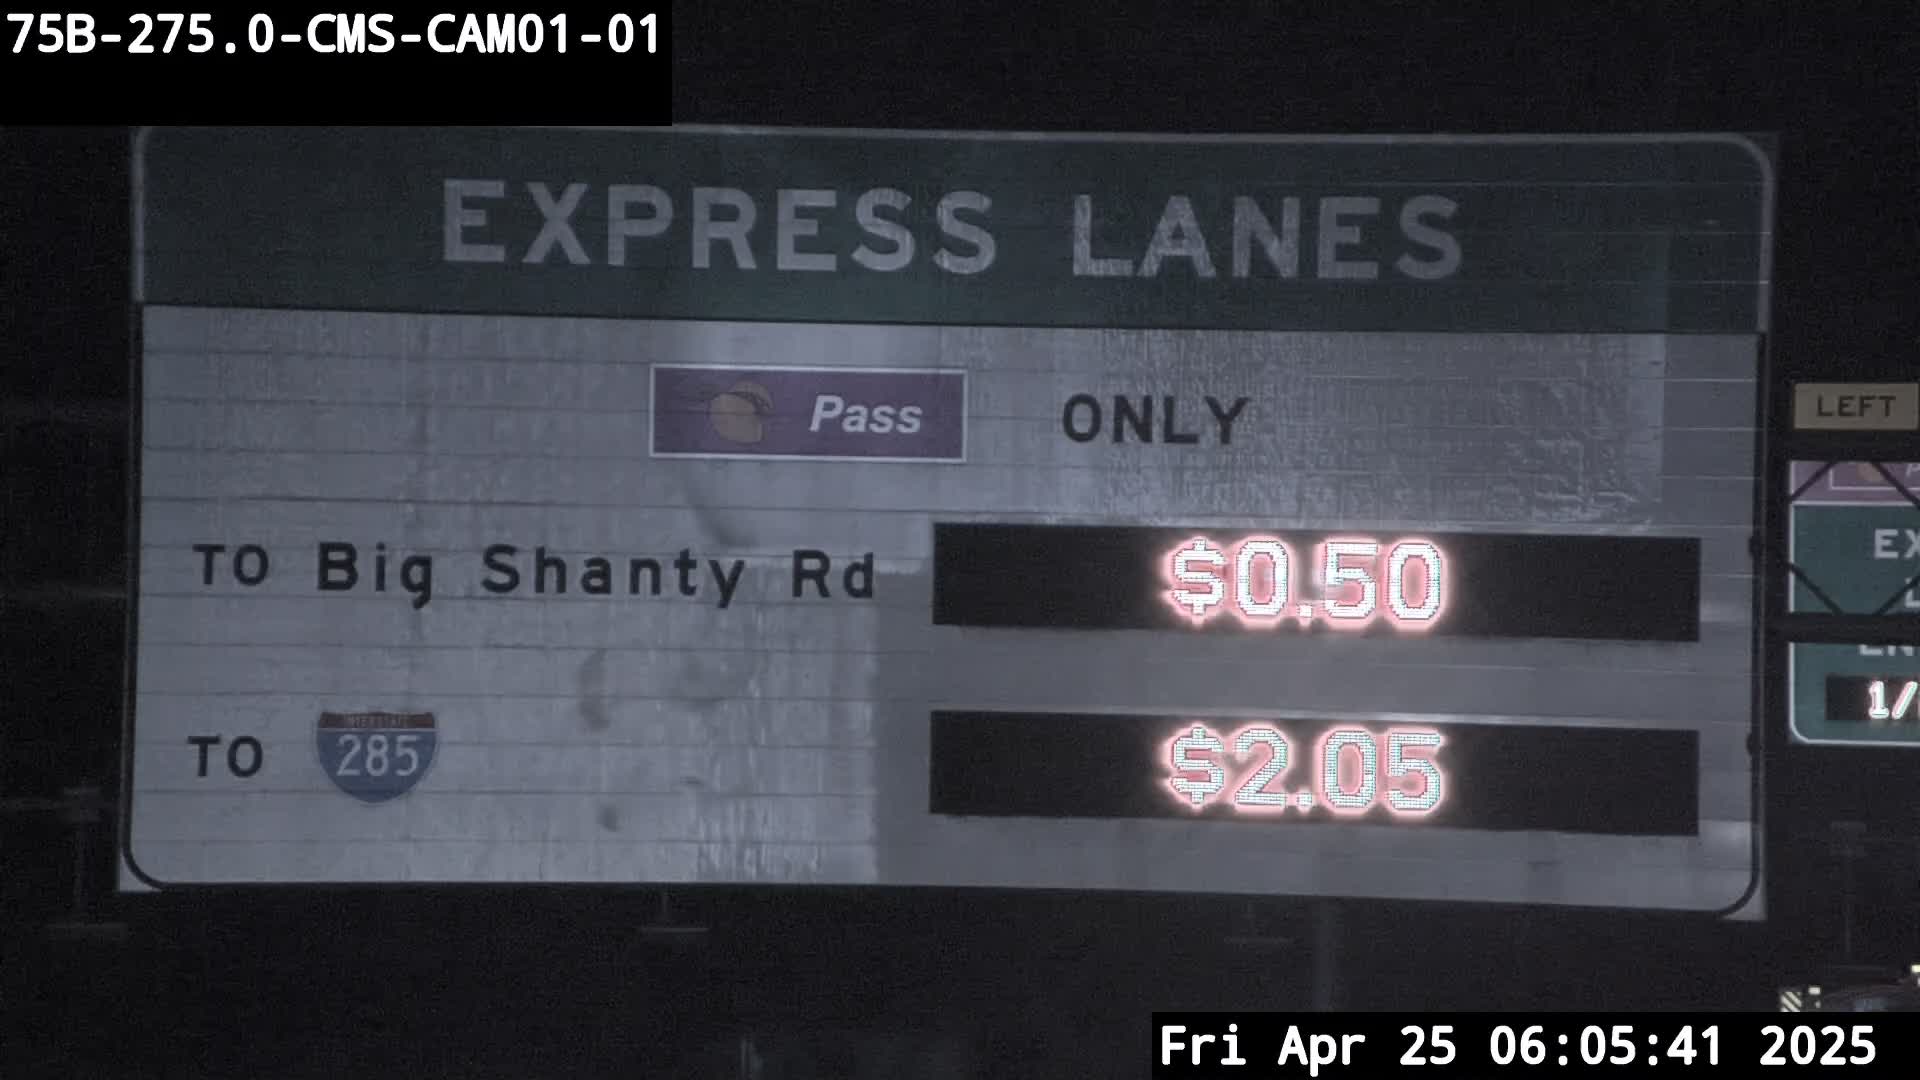 75B-275.0-CMS-CAM01-01
EXPRESS LANES
Pass ONLY
TO Big Shanty Rd $0.50
TO INTERSTATE 285 $2.05
LEFT
1/
Fri Apr 25 06:05:41 2025